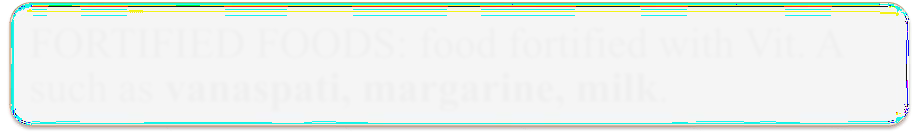 FORTIFIED FOODS: food fortified with Vit. A
such as vanaspati, margarine, milk.